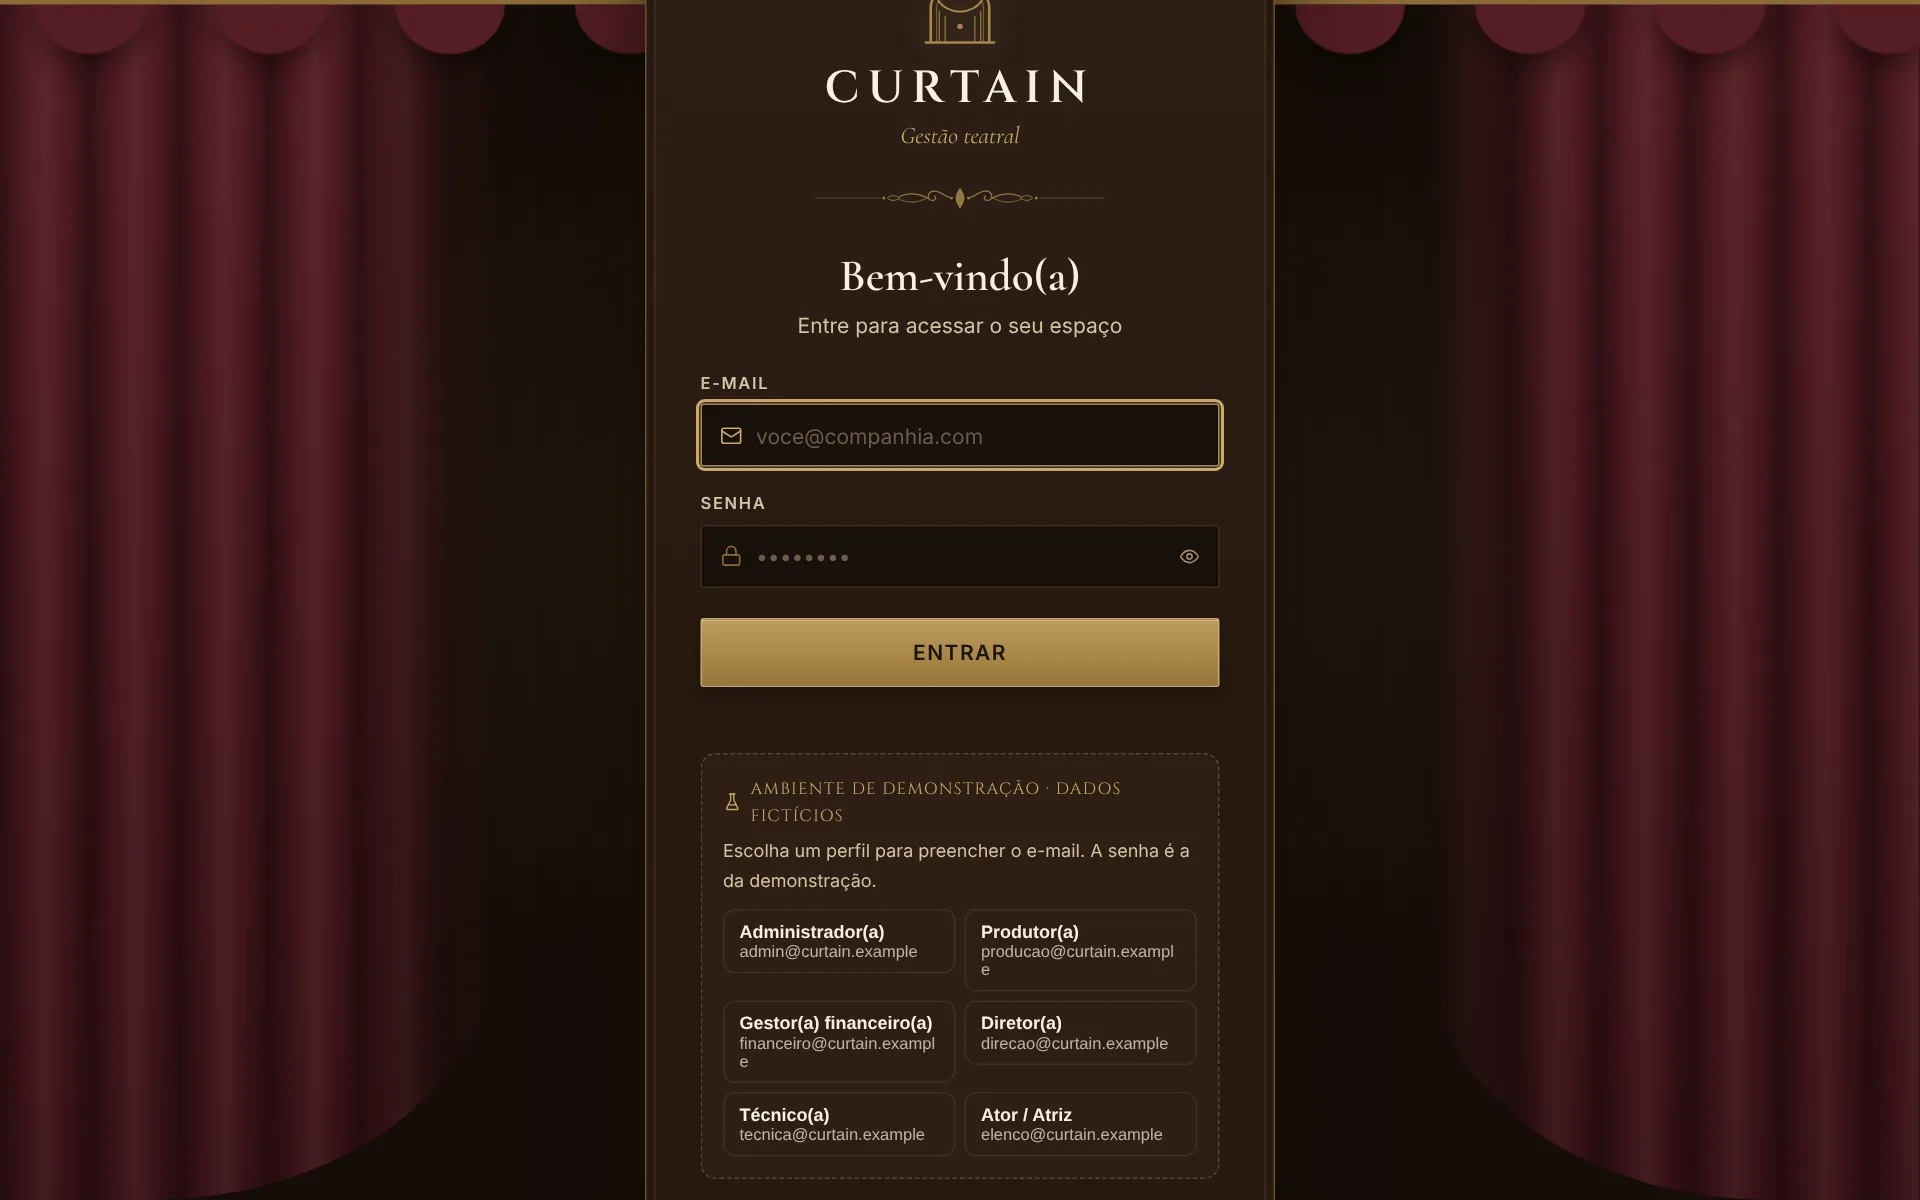 CURTAIN
Gestão teatral
Bem-vindo(a)
Entre para acessar o seu espaço
E-MAIL
voce@companhia.com
SENHA
••••••••
ENTRAR
AMBIENTE DE DEMONSTRAÇÃO · DADOS
FICTÍCIOS
Escolha um perfil para preencher o e-mail. A senha é a
da demonstração.
Administrador(a)
admin@curtain.example
Produtor(a)
producao@curtain.exampl
e
Gestor(a) financeiro(a)
financeiro@curtain.exampl
e
Diretor(a)
direcao@curtain.example
Técnico(a)
tecnica@curtain.example
Ator / Atriz
elenco@curtain.example